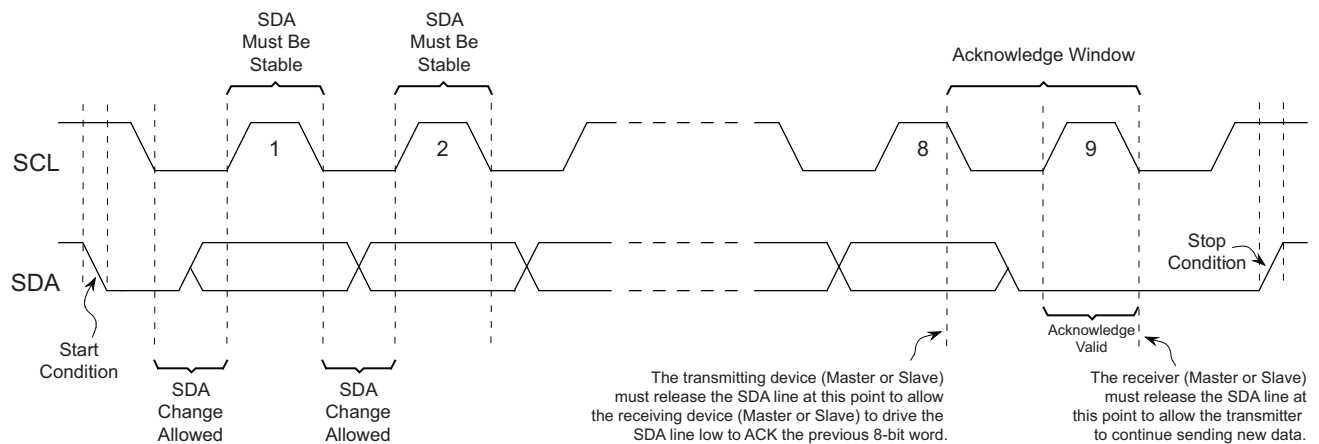 SDA
Must Be
Stable
SDA
Must Be
Stable
Acknowledge Window
SCL
1
2
8
9
SDA
Stop
Condition
Start
Condition
SDA
Change
Allowed
SDA
Change
Allowed
Acknowledge
Valid
The transmitting device (Master or Slave)
must release the SDA line at this point to allow
the receiving device (Master or Slave) to drive the
SDA line low to ACK the previous 8-bit word.
The receiver (Master or Slave)
must release the SDA line at
this point to allow the transmitter
to continue sending new data.